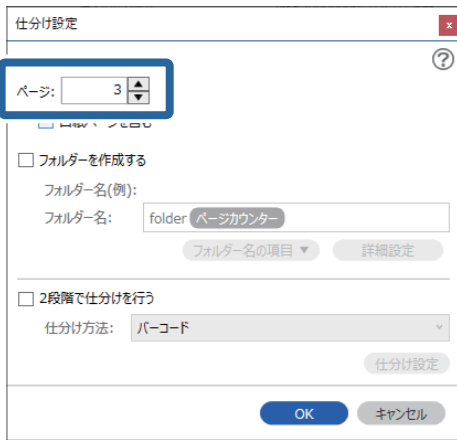 仕分け設定
ページ: 3
フォルダーを作成する
フォルダー名(例):
フォルダー名: folder ページカウンター
フォルダー名の項目 ▼ 詳細設定
2段階で仕分けを行う
仕分け方法: バーコード
仕分け設定
OK キャンセル